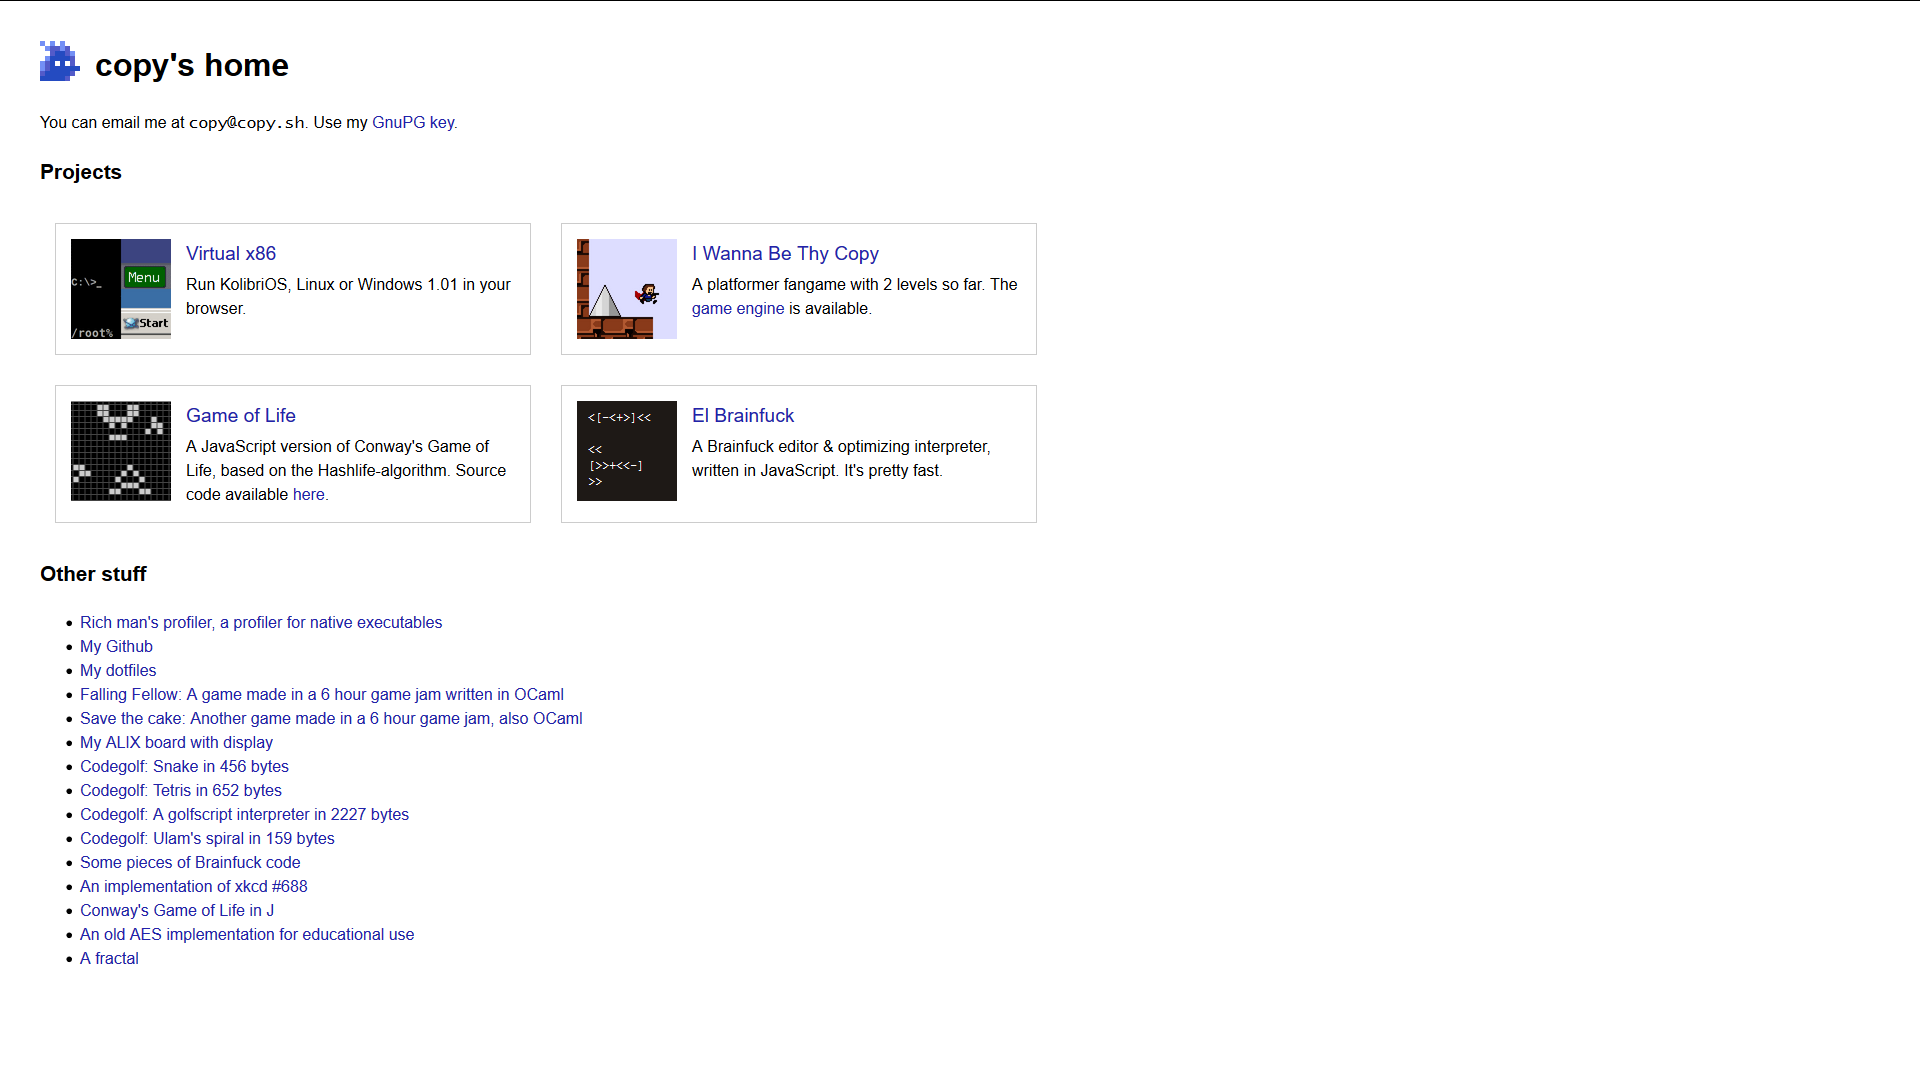 copy's home
You can email me at copy@copy.sh. Use my GnuPG key.
Projects
C:\>_
Menu
Start
/root%
Virtual x86
Run KolibriOS, Linux or Windows 1.01 in your
browser.
I Wanna Be Thy Copy
A platformer fangame with 2 levels so far. The
game engine is available.
Game of Life
A JavaScript version of Conway's Game of
Life, based on the Hashlife-algorithm. Source
code available here.
<[-<+>]<<
<<
[>>+<<-]
>>
El Brainfuck
A Brainfuck editor & optimizing interpreter,
written in JavaScript. It's pretty fast.
Other stuff
• Rich man's profiler, a profiler for native executables
• My Github
• My dotfiles
• Falling Fellow: A game made in a 6 hour game jam written in OCaml
• Save the cake: Another game made in a 6 hour game jam, also OCaml
• My ALIX board with display
• Codegolf: Snake in 456 bytes
• Codegolf: Tetris in 652 bytes
• Codegolf: A golfscript interpreter in 2227 bytes
• Codegolf: Ulam's spiral in 159 bytes
• Some pieces of Brainfuck code
• An implementation of xkcd #688
• Conway's Game of Life in J
• An old AES implementation for educational use
• A fractal